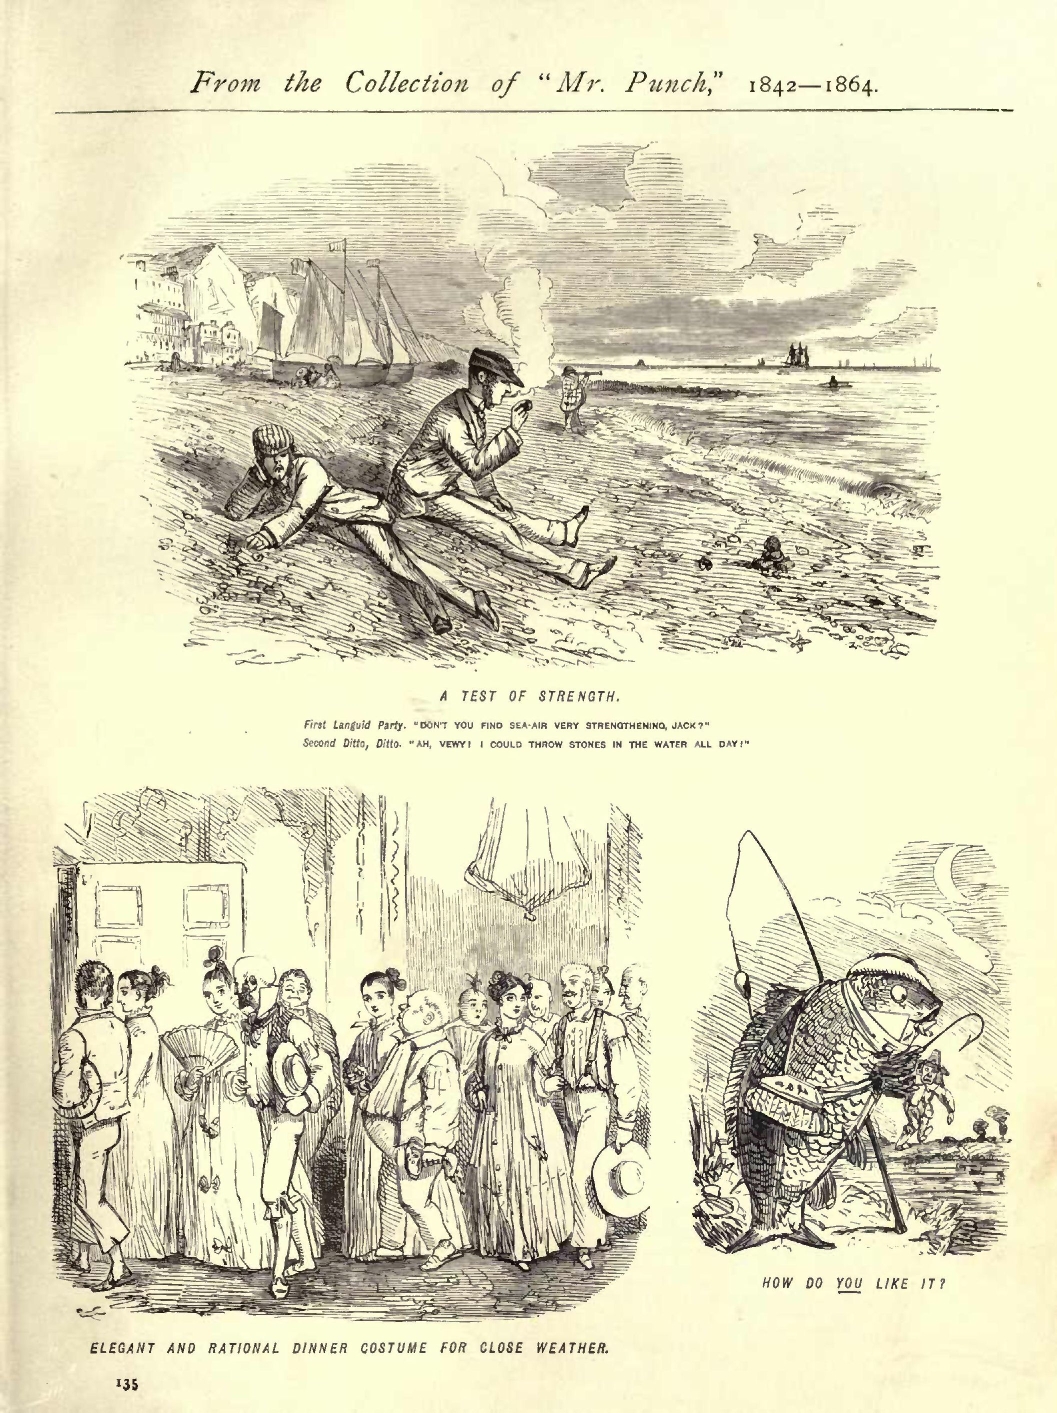 From the Collection of "Mr. Punch," 1842—1864.
A TEST OF STRENGTH.
First Languid Party. "DON'T YOU FIND SEA-AIR VERY STRENGTHENING, JACK?"
Second Ditto, Ditto. "AH, VEWY! I COULD THROW STONES IN THE WATER ALL DAY!"
HOW DO YOU LIKE IT?
ELEGANT AND RATIONAL DINNER COSTUME FOR CLOSE WEATHER.
135